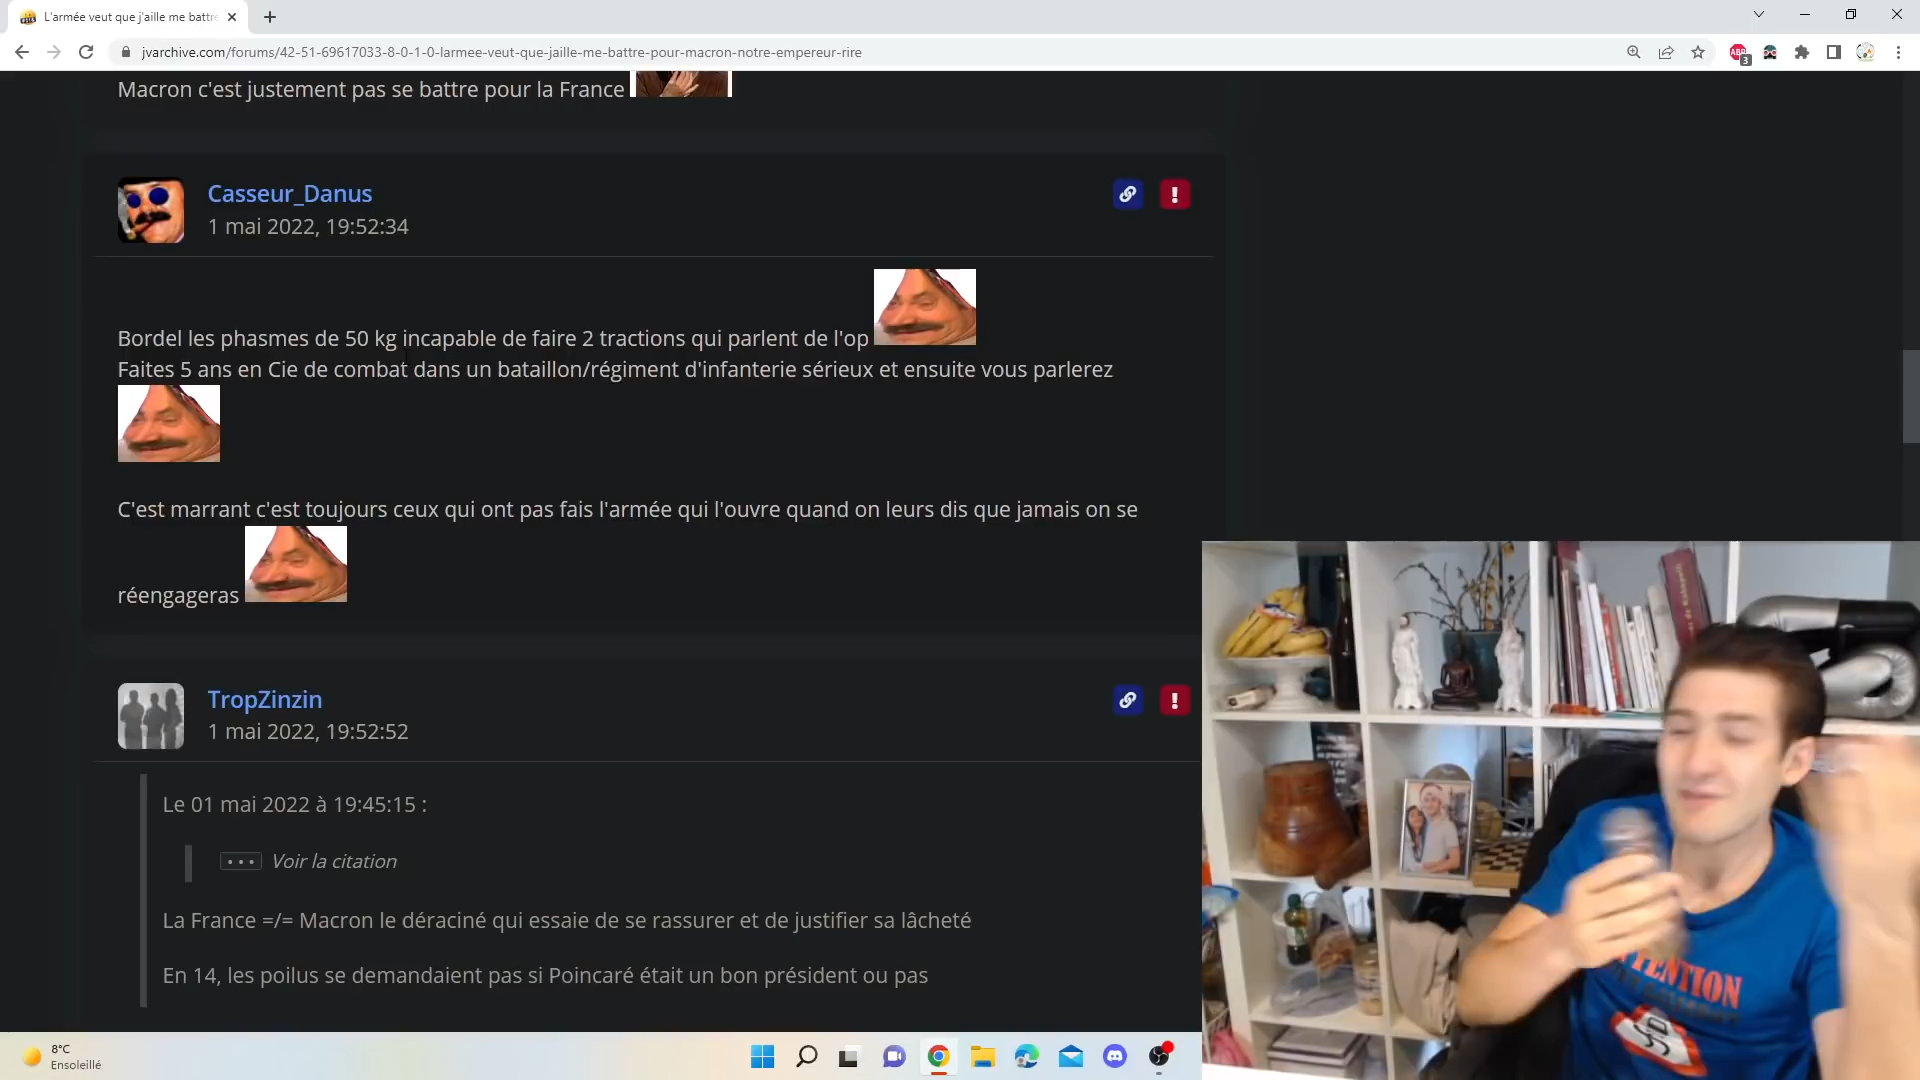 L'armée veut que j'aille me battre
jvarchive.com/forums/42-51-69617033-8-0-1-0-larmee-veut-que-jaille-me-battre-pour-macron-notre-empereur-rire
ABP
3
Macron c'est justement pas se battre pour la France
Casseur_Danus
1 mai 2022, 19:52:34
Bordel les phasmes de 50 kg incapable de faire 2 tractions qui parlent de l'op
Faites 5 ans en Cie de combat dans un bataillon/régiment d'infanterie sérieux et ensuite vous parlerez
C'est marrant c'est toujours ceux qui ont pas fais l'armée qui l'ouvre quand on leurs dis que jamais on se
réengageras
TropZinzin
1 mai 2022, 19:52:52
Le 01 mai 2022 à 19:45:15 :
Voir la citation
La France =/= Macron le déraciné qui essaie de se rassurer et de justifier sa lâcheté
En 14, les poilus se demandaient pas si Poincaré était un bon président ou pas
8°C
Ensoleillé